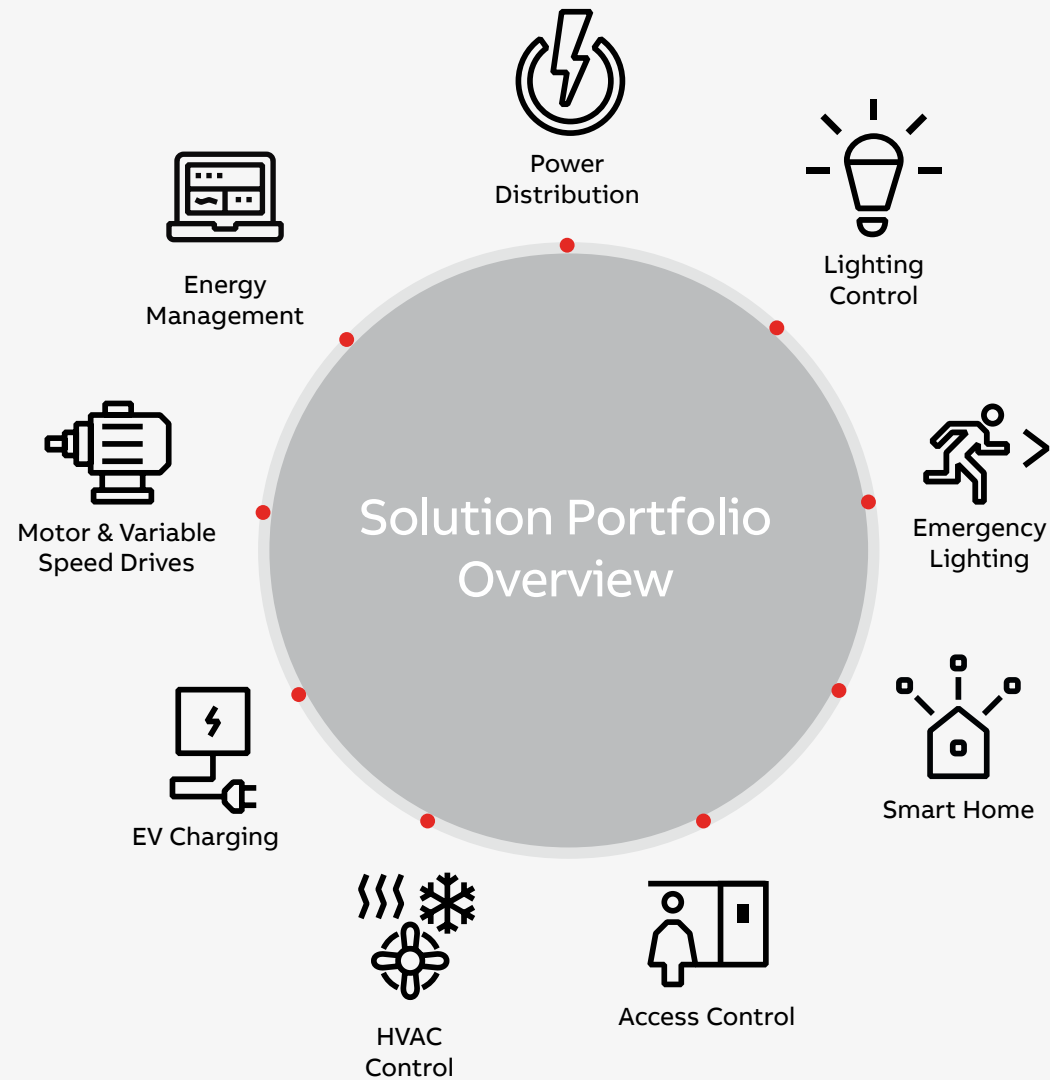 Power
Distribution
Lighting
Control
Energy
Management
Emergency
Lighting
Motor & Variable
Speed Drives
Solution Portfolio
Overview
Smart Home
EV Charging
Access Control
HVAC
Control